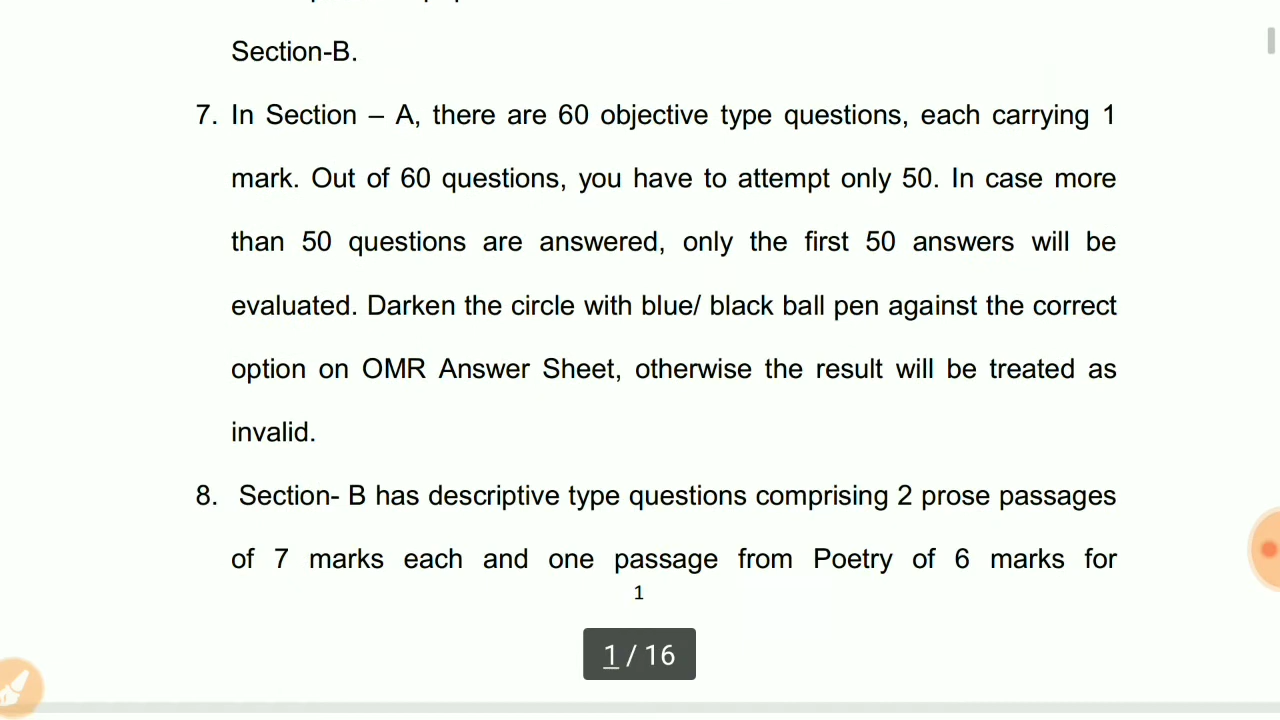 Section-B.
7. In Section – A, there are 60 objective type questions, each carrying 1
mark. Out of 60 questions, you have to attempt only 50. In case more
than 50 questions are answered, only the first 50 answers will be
evaluated. Darken the circle with blue/ black ball pen against the correct
option on OMR Answer Sheet, otherwise the result will be treated as
invalid.
8. Section- B has descriptive type questions comprising 2 prose passages
of 7 marks each and one passage from Poetry of 6 marks for
1
1 / 16